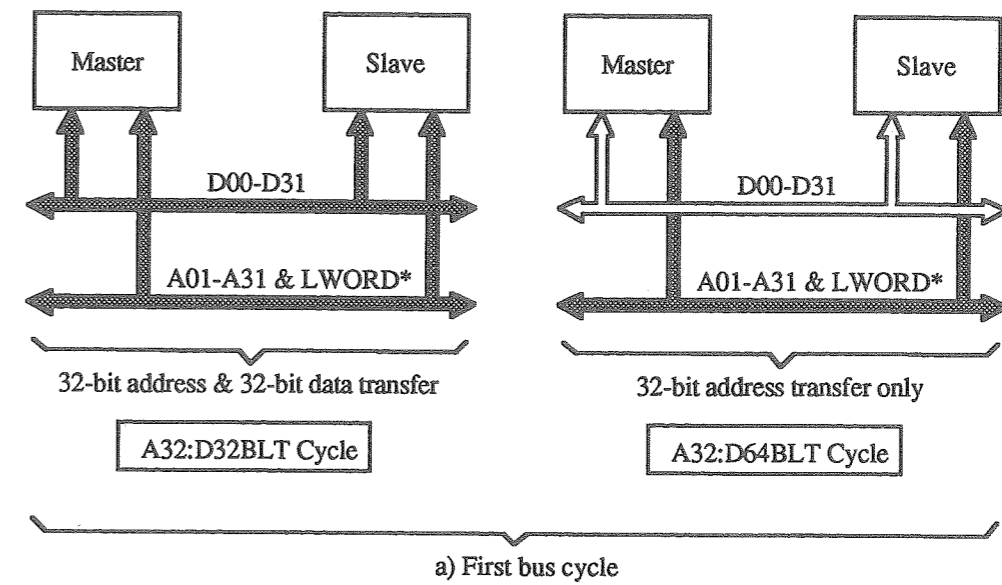 Master
Slave
Master
Slave
D00-D31
D00-D31
A01-A31 & LWORD*
A01-A31 & LWORD*
32-bit address & 32-bit data transfer
32-bit address transfer only
A32:D32BLT Cycle
A32:D64BLT Cycle
a) First bus cycle